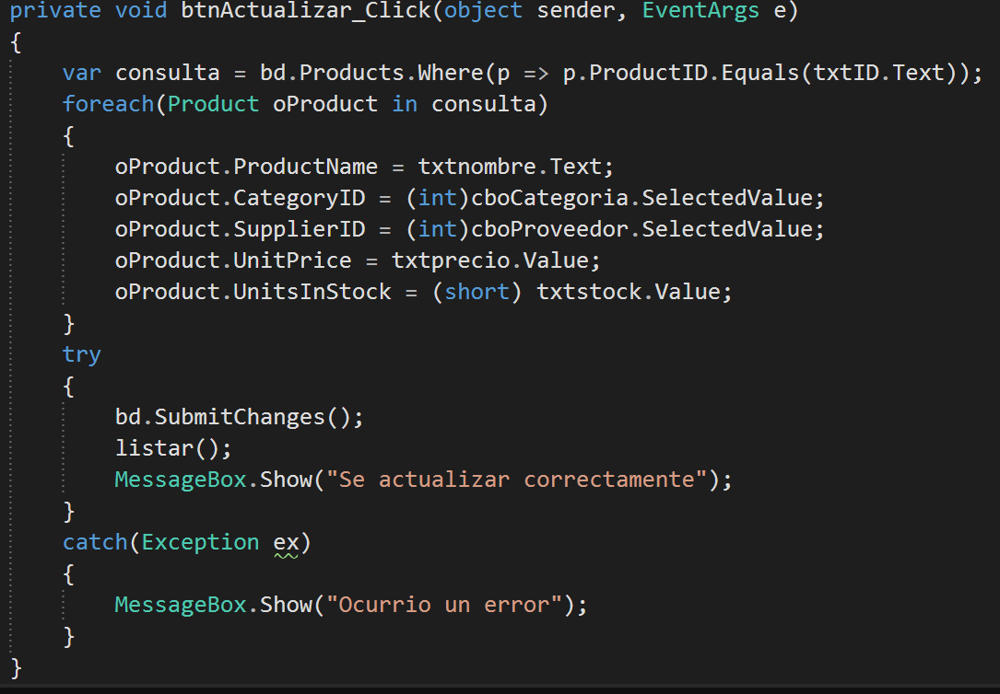 private void btnActualizar_Click(object sender, EventArgs e)
{
var consulta = bd.Products.Where(p => p.ProductID.Equals(txtID.Text));
foreach(Product oProduct in consulta)
{
oProduct.ProductName = txtnombre.Text;
oProduct.CategoryID = (int)cboCategoria.SelectedValue;
oProduct.SupplierID = (int)cboProveedor.SelectedValue;
oProduct.UnitPrice = txtprecio.Value;
oProduct.UnitsInStock = (short) txtstock.Value;
}
try
{
bd.SubmitChanges();
listar();
MessageBox.Show("Se actualizar correctamente");
}
catch(Exception ex)
{
MessageBox.Show("Ocurrio un error");
}
}